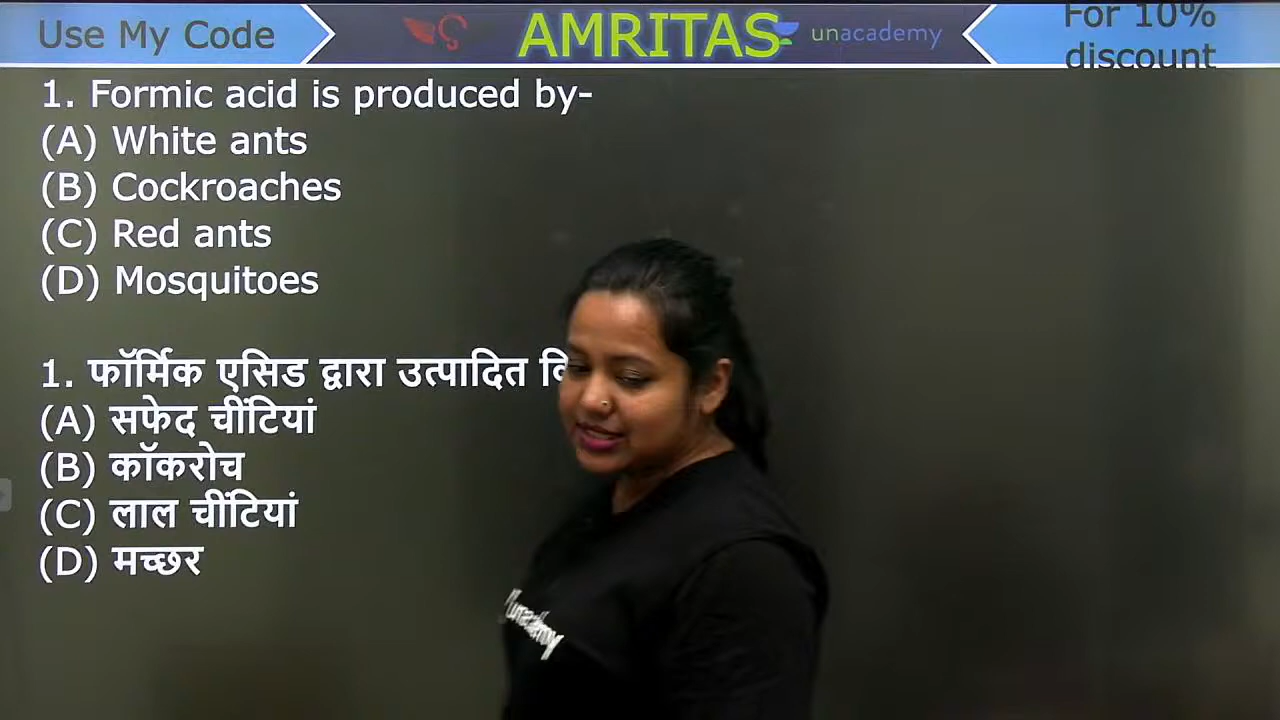 Use My Code
AMRITAS
unacademy
For 10%
discount
1. Formic acid is produced by-
(A) White ants
(B) Cockroaches
(C) Red ants
(D) Mosquitoes
1. फॉर्मिक एसिड द्वारा उत्पादित
(A) सफेद चींटियां
(B) कॉकरोच
(C) लाल चींटियां
(D) मच्छर
unacademy